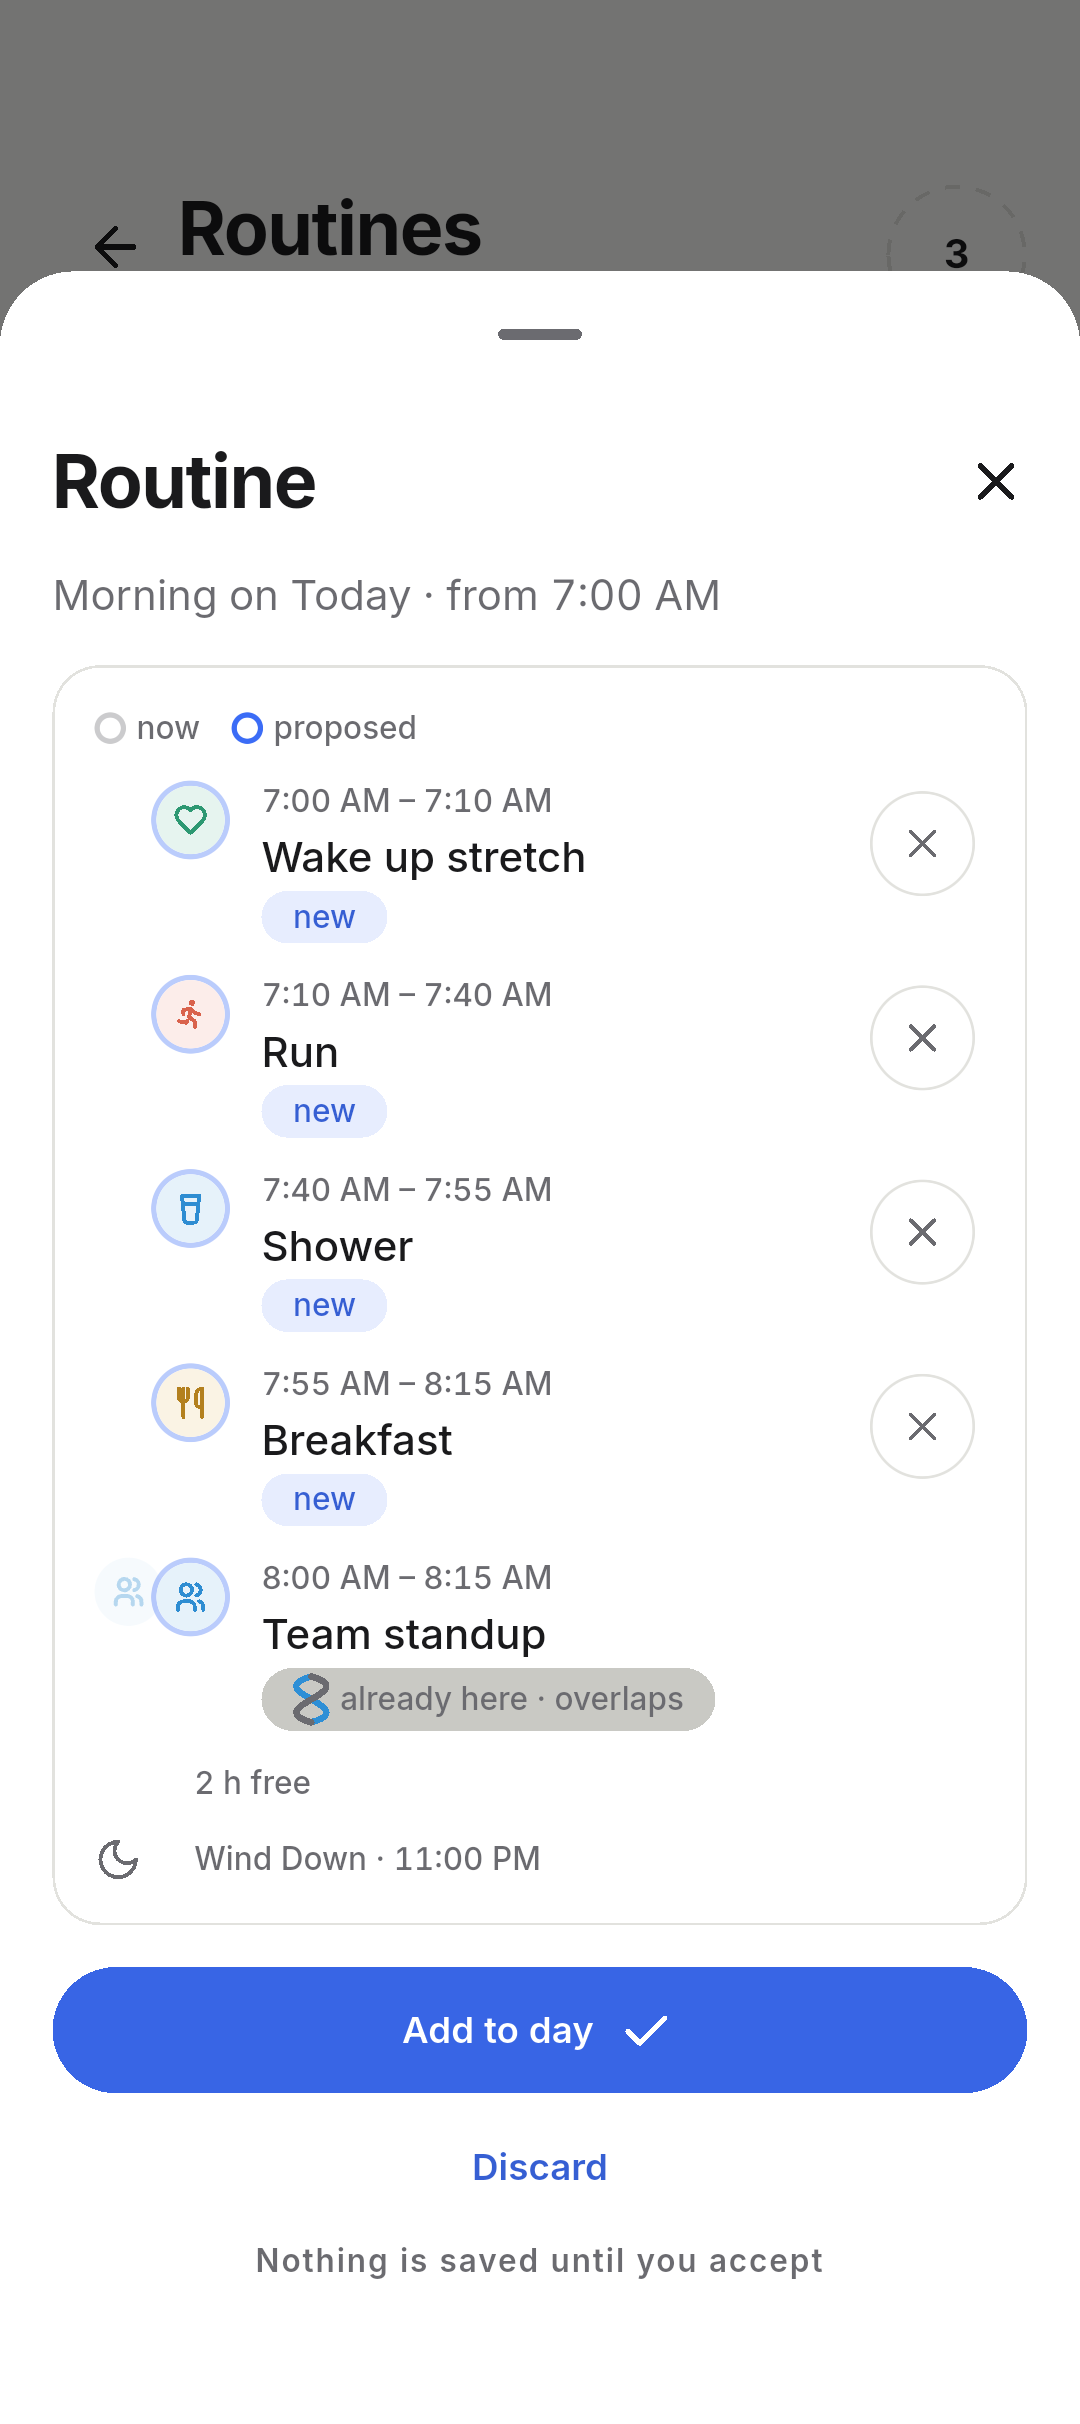 Routines
3
Routine
Morning on Today · from 7:00 AM
now proposed
7:00 AM – 7:10 AM
Wake up stretch
new
7:10 AM – 7:40 AM
Run
new
7:40 AM – 7:55 AM
Shower
new
7:55 AM – 8:15 AM
Breakfast
new
8:00 AM – 8:15 AM
Team standup
already here · overlaps
2 h free
Wind Down · 11:00 PM
Add to day
Discard
Nothing is saved until you accept